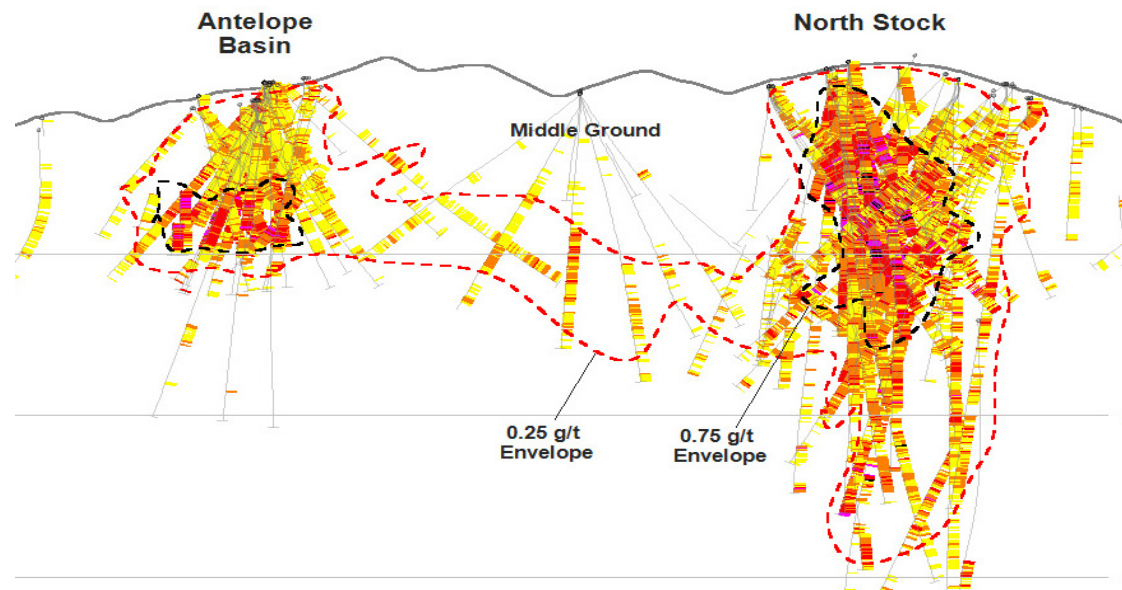 Antelope
Basin
North Stock
Middle Ground
0.25 g/t
Envelope
0.75 g/t
Envelope